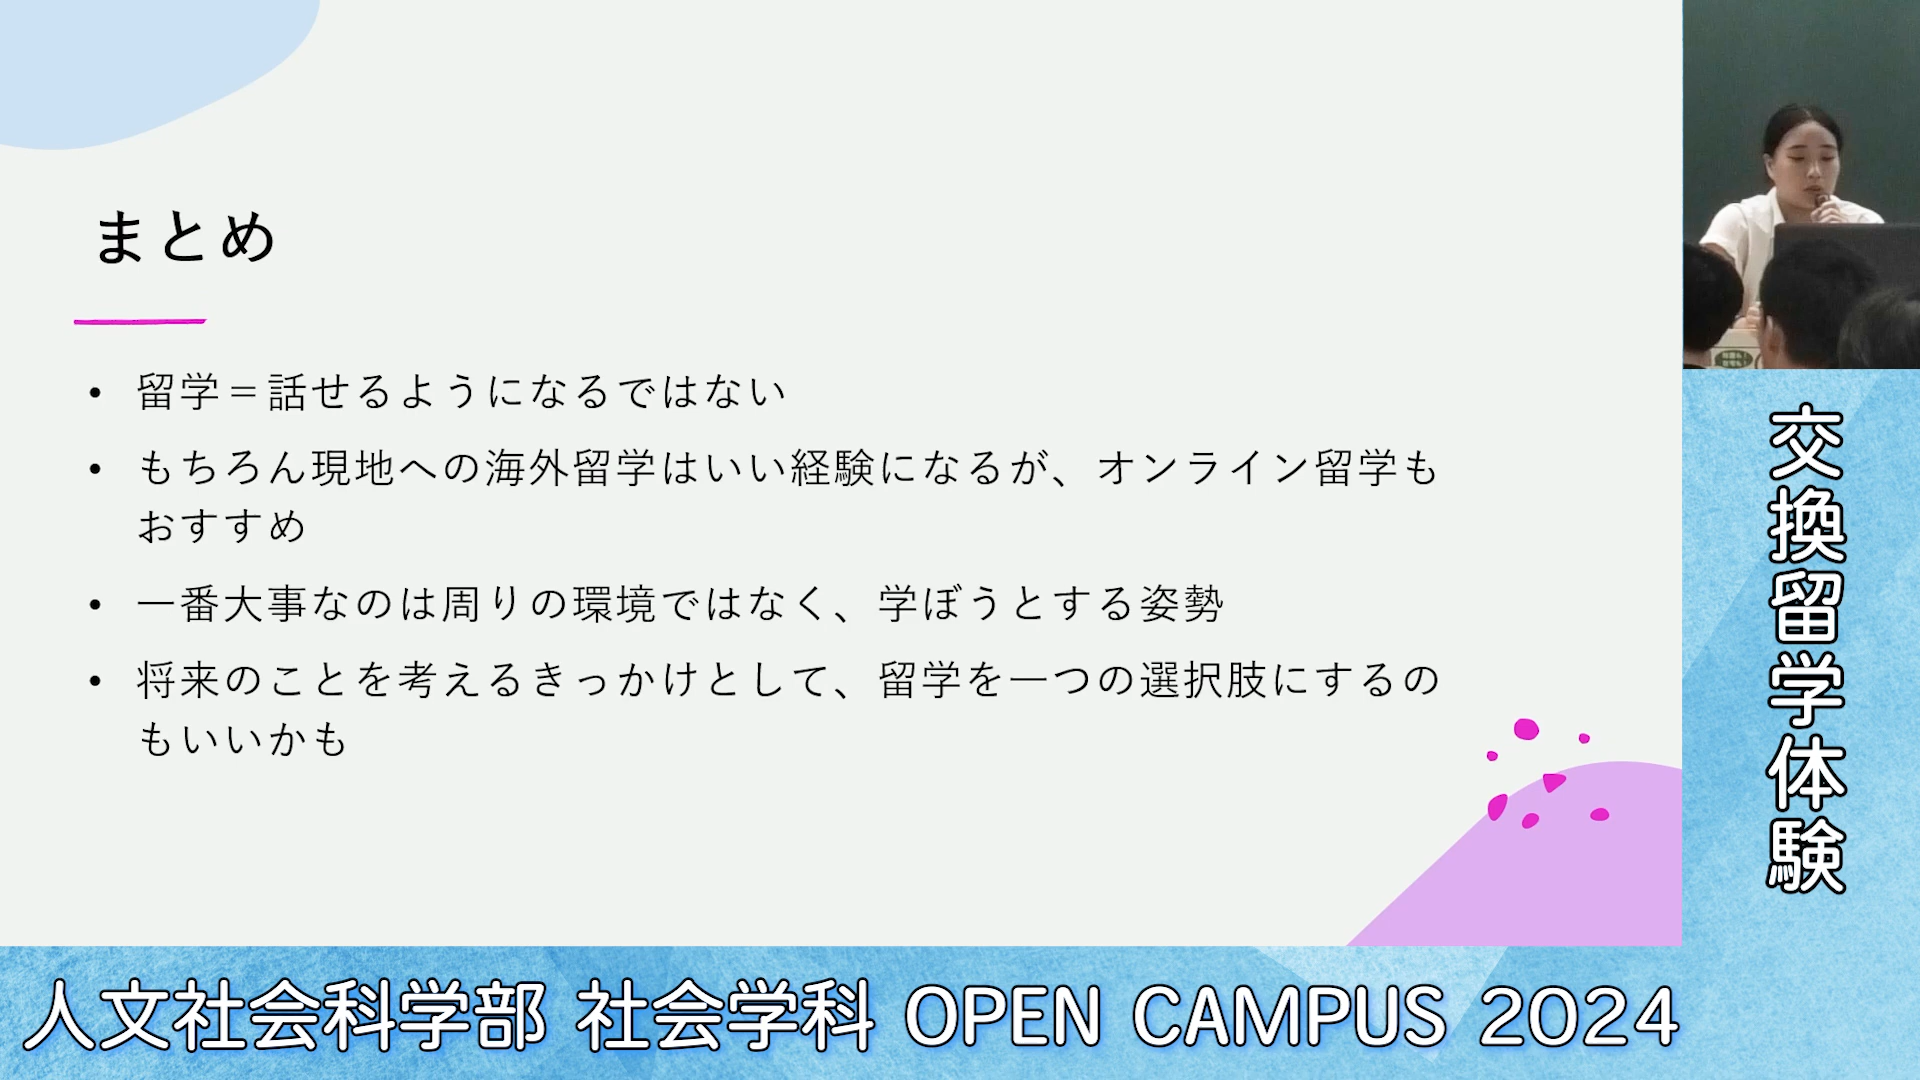 まとめ
• 留学＝話せるようになるではない
• もちろん現地への海外留学はいい経験になるが、オンライン留学も
おすすめ
• 一番大事なのは周りの環境ではなく、学ぼうとする姿勢
• 将来のことを考えるきっかけとして、留学を一つの選択肢にするの
もいいかも
交換留学体験
人文社会科学部 社会学科 OPEN CAMPUS 2024